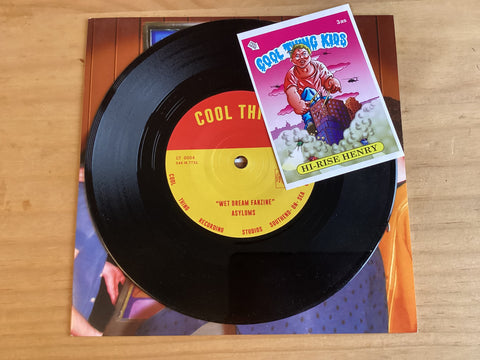 COOL THI
CT 0004
"WET DREAM FANZINE"
ASYLUMS
COOL THING RECORDING STUDIOS SOUTHEND-ON-SEA
3AS
COOL THING KIDS
HI-RISE HENRY